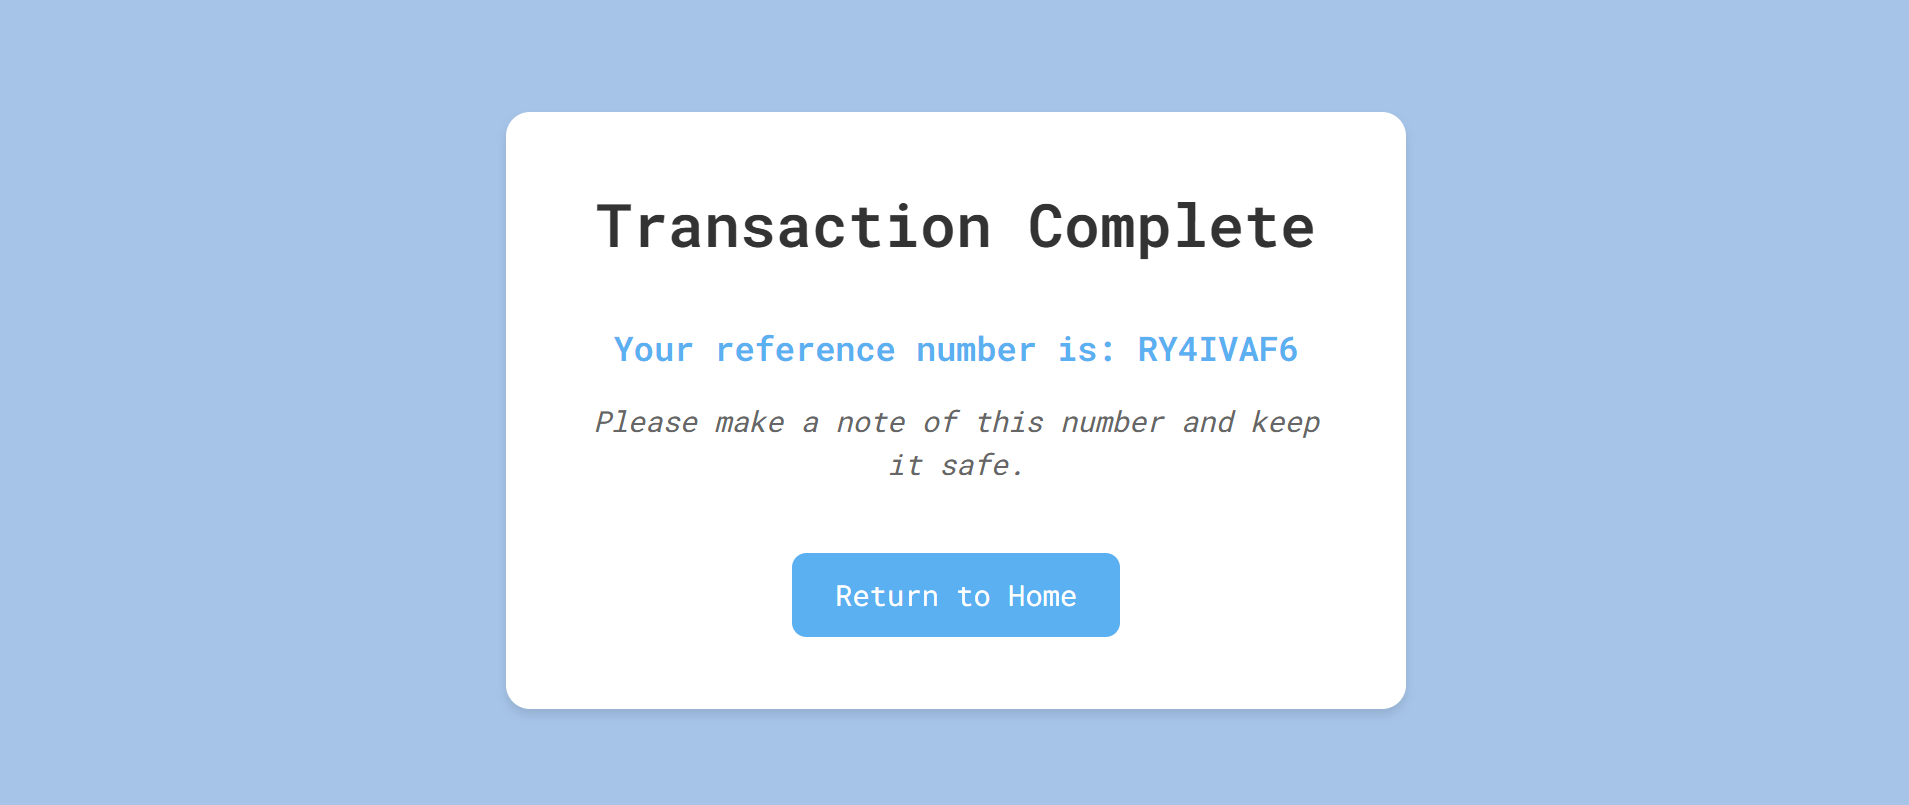 Transaction Complete
Your reference number is: RY4IVAF6
Please make a note of this number and keep
it safe.
Return to Home